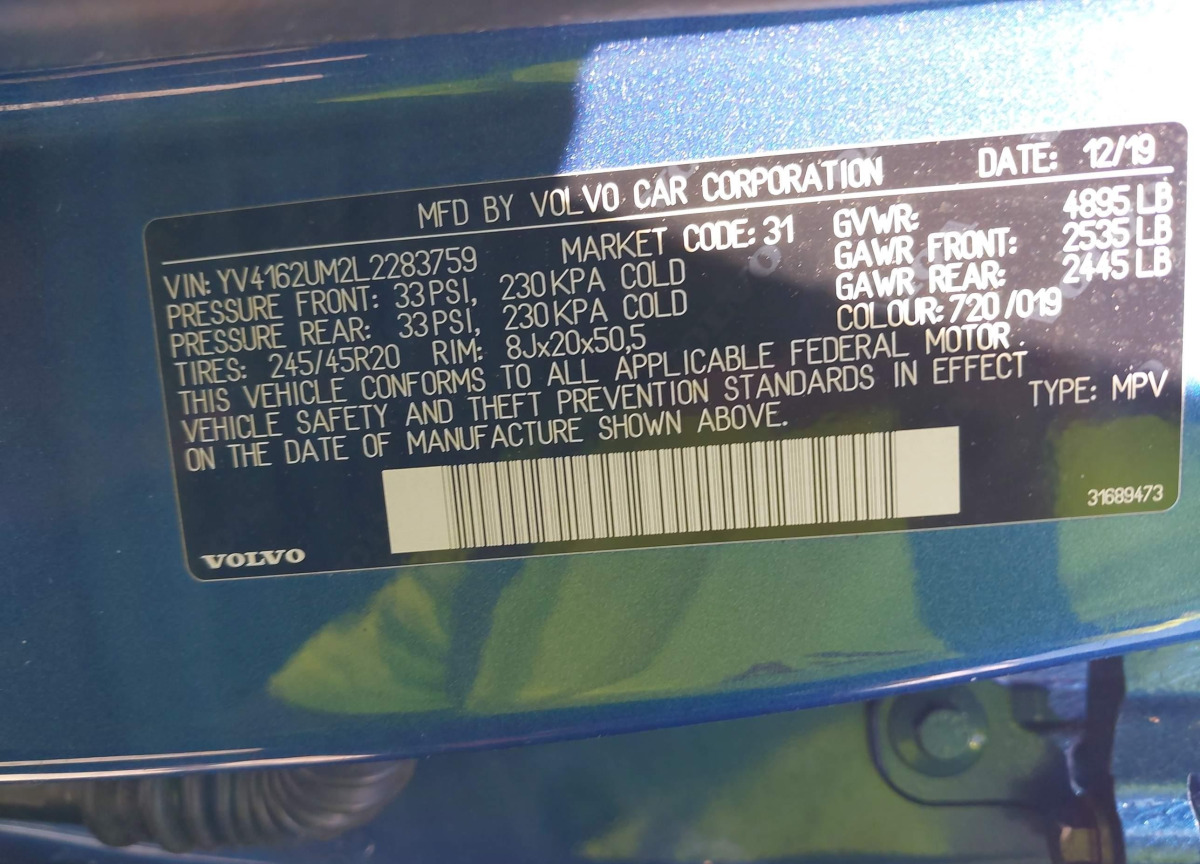 MFD BY VOLVO CAR CORPORATION DATE: 12/19
VIN: YV4162UM2L2283759 MARKET CODE: 31 GVWR: 4895 LB
PRESSURE FRONT: 33 PSI, 230 KPA COLD GAWR FRONT: 2535 LB
PRESSURE REAR: 33 PSI, 230 KPA COLD GAWR REAR: 2445 LB
TIRES: 245/45R20 RIM: 8Jx20x50,5 COLOUR: 720/019
THIS VEHICLE CONFORMS TO ALL APPLICABLE FEDERAL MOTOR
VEHICLE SAFETY AND THEFT PREVENTION STANDARDS IN EFFECT
ON THE DATE OF MANUFACTURE SHOWN ABOVE. TYPE: MPV
31689473
VOLVO